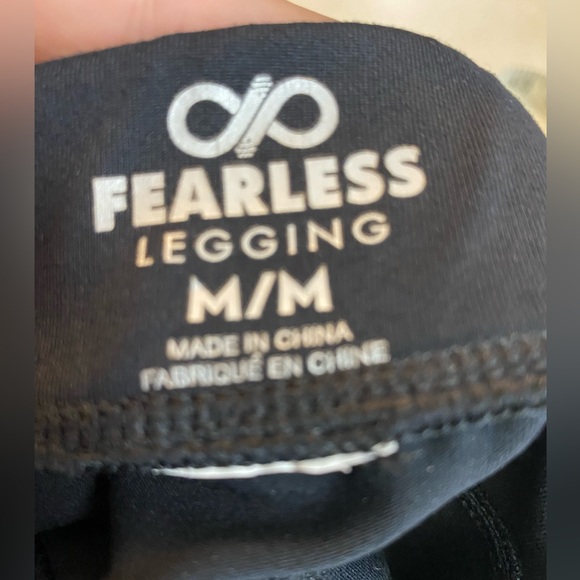 FEARLESS
LEGGING
M/M
MADE IN CHINA
FABRIQUÉ EN CHINE